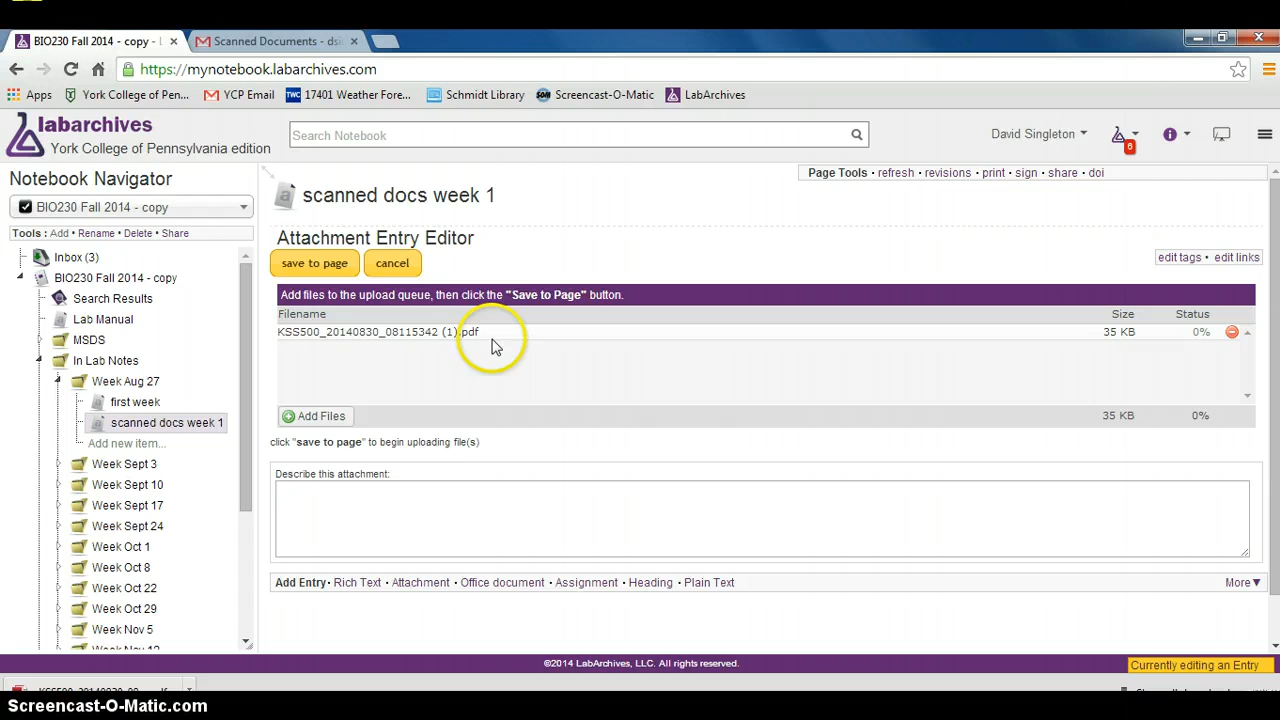 BIO230 Fall 2014 - copy - L
Scanned Documents - dsi
https://mynotebook.labarchives.com
Apps
York College of Pen...
YCP Email
TWC
17401 Weather Fore...
Schmidt Library
SOM
Screencast-O-Matic
LabArchives
labarchives
York College of Pennsylvania edition
Search Notebook
David Singleton
6
Notebook Navigator
BIO230 Fall 2014 - copy
Tools : Add • Rename • Delete • Share
Inbox (3)
BIO230 Fall 2014 - copy
Search Results
Lab Manual
MSDS
In Lab Notes
Week Aug 27
first week
scanned docs week 1
Add new item...
Week Sept 3
Week Sept 10
Week Sept 17
Week Sept 24
Week Oct 1
Week Oct 8
Week Oct 22
Week Oct 29
Week Nov 5
Week Nov 12
Page Tools • refresh • revisions • print • sign • share • doi
scanned docs week 1
Attachment Entry Editor
save to page
cancel
edit tags • edit links
Add files to the upload queue, then click the "Save to Page" button.
Filename Size Status
KSS500_20140830_08115342 (1).pdf 35 KB 0%
Add Files 35 KB 0%
click "save to page" to begin uploading file(s)
Describe this attachment:
Add Entry • Rich Text • Attachment • Office document • Assignment • Heading • Plain Text
More
©2014 LabArchives, LLC. All rights reserved.
Currently editing an Entry
Screencast-O-Matic.com